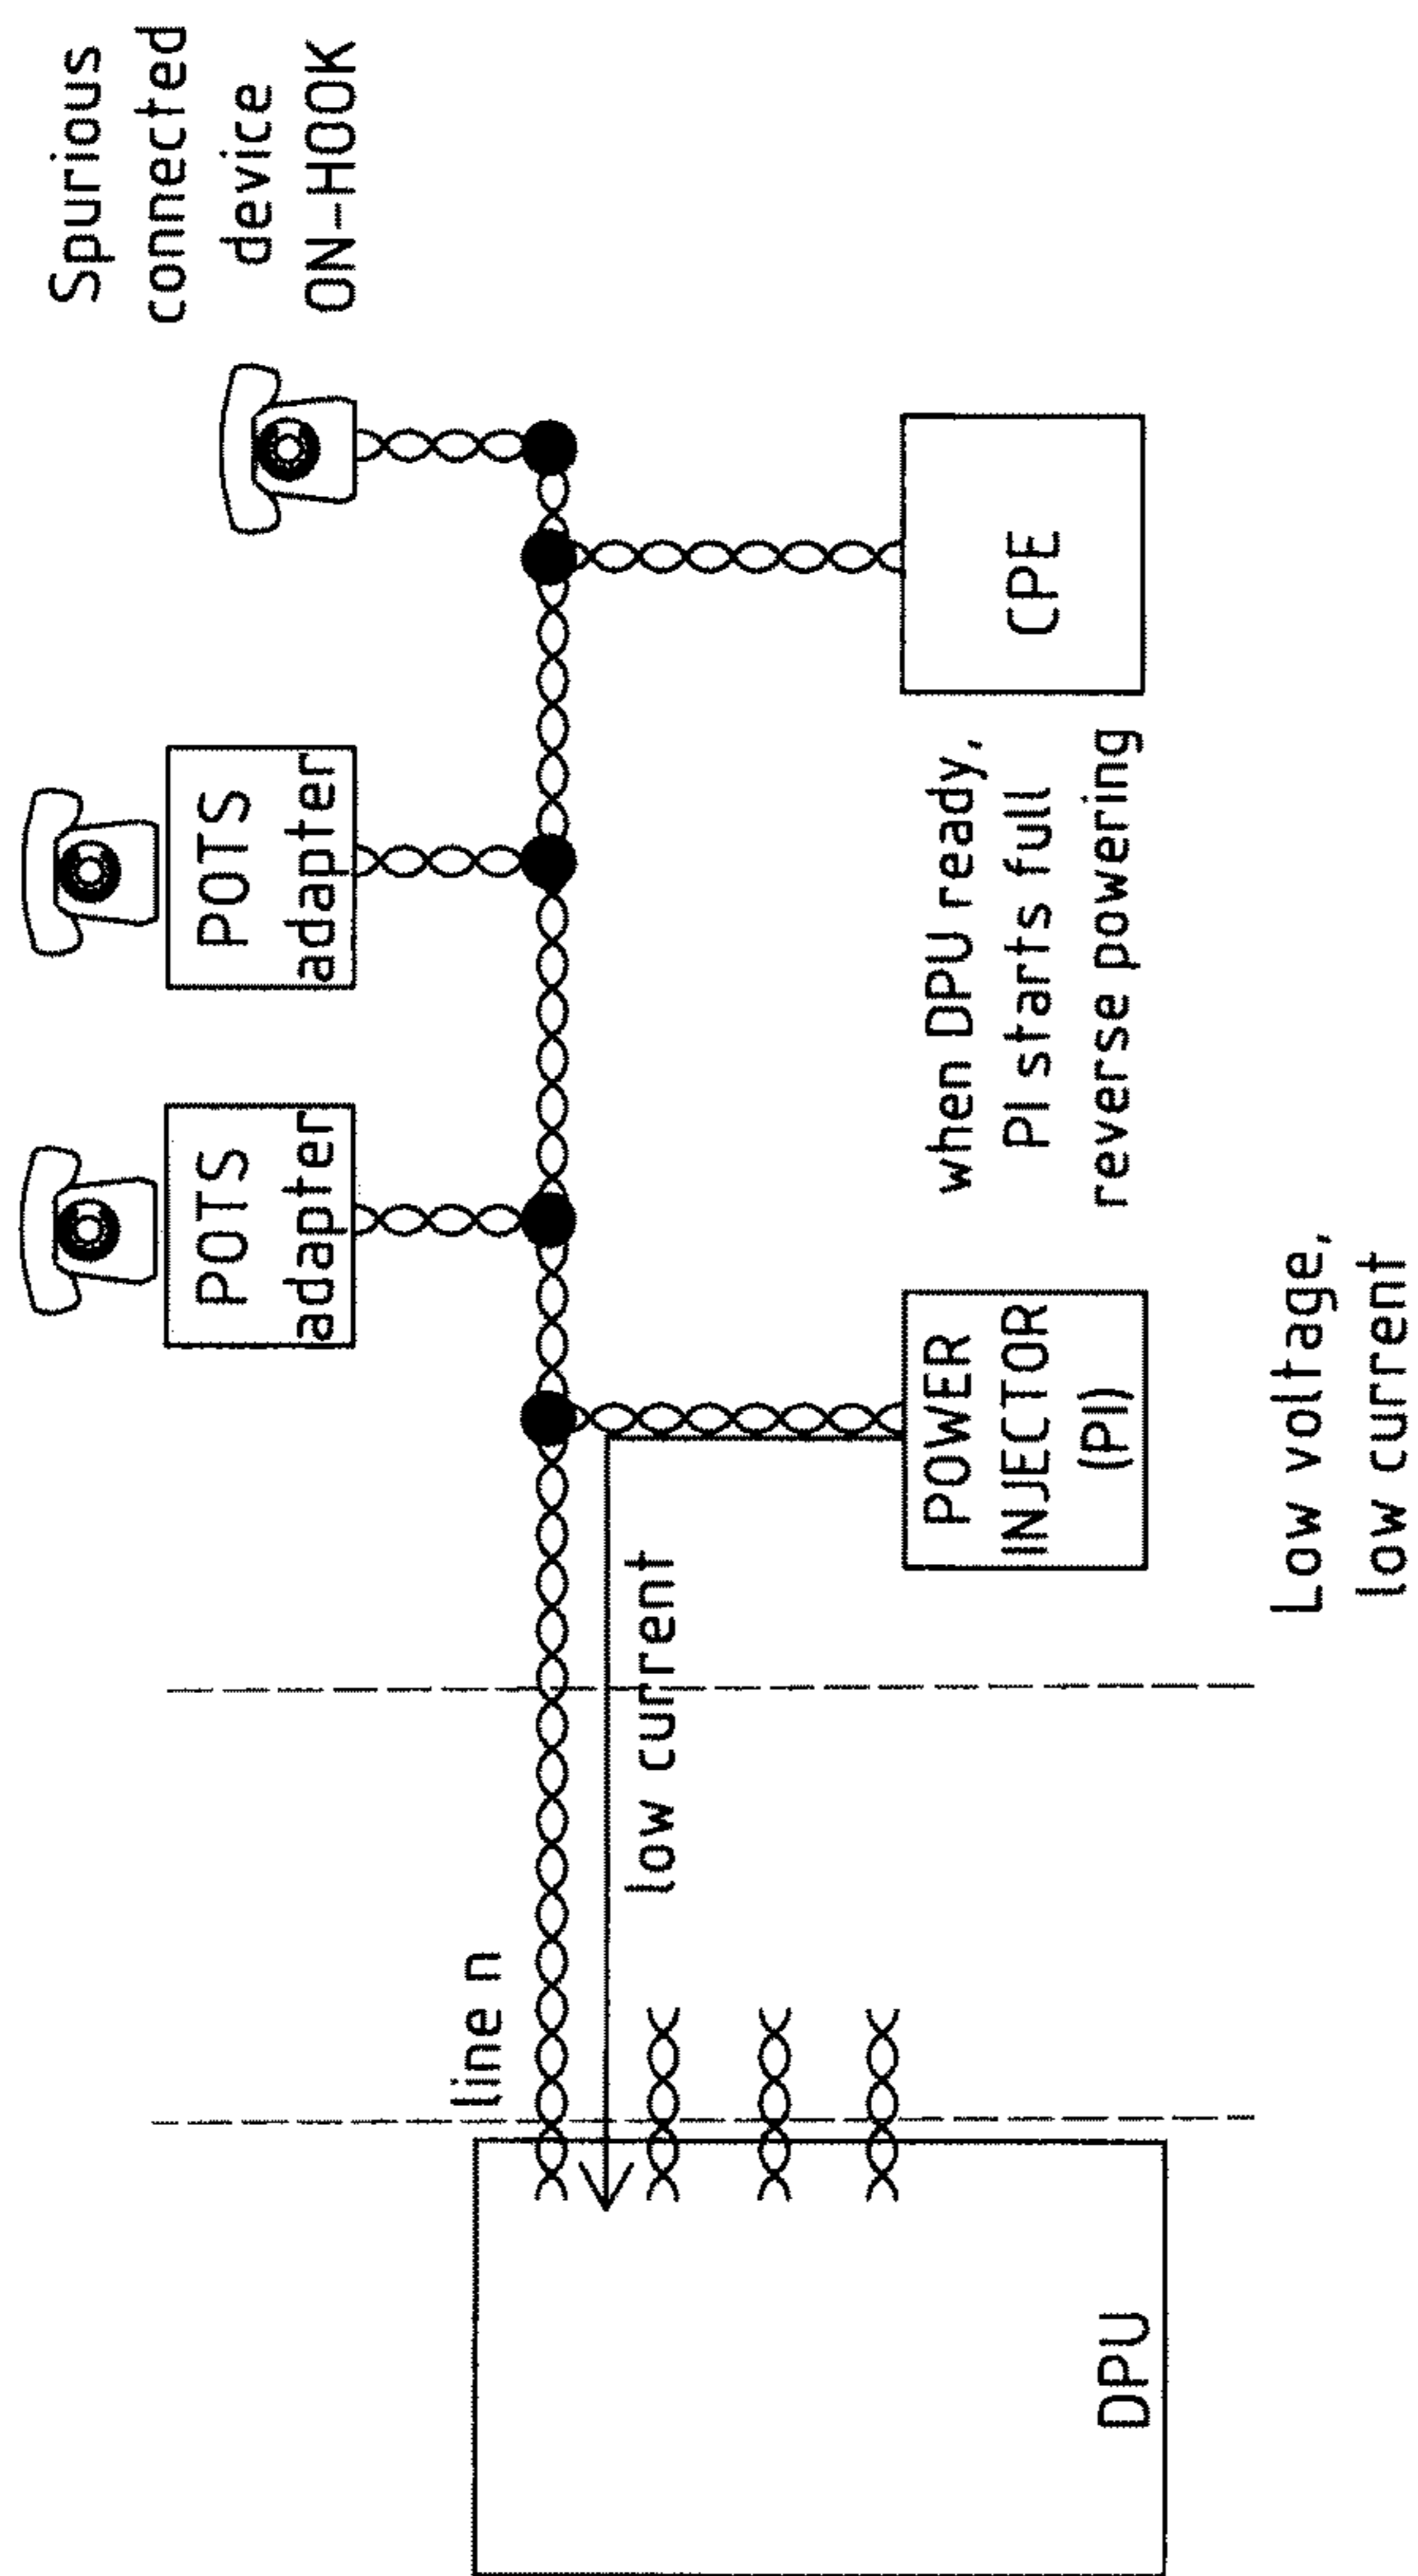 Spurious
connected
device
ON-HOOK
POTS
adapter
POTS
adapter
line n
low current
DPU
POWER
INJECTOR
(PI)
when DPU ready,
PI starts full
reverse powering
CPE
Low voltage,
low current